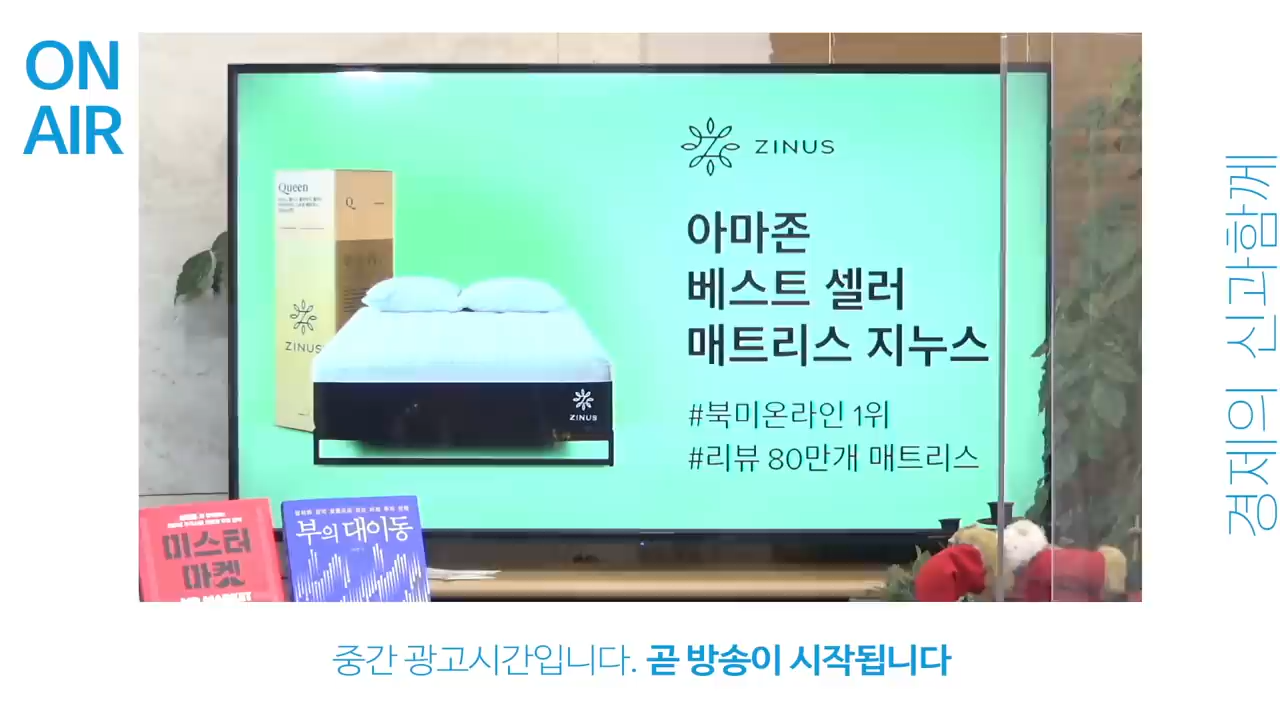 ON
AIR
ZINUS
아마존
베스트 셀러
매트리스 지누스
#북미온라인 1위
#리뷰 80만개 매트리스
Queen
Q
ZINUS
ZINUS
미스터
마켓
부의 대이동
경제의 신과함께
중간 광고시간입니다. 곧 방송이 시작됩니다